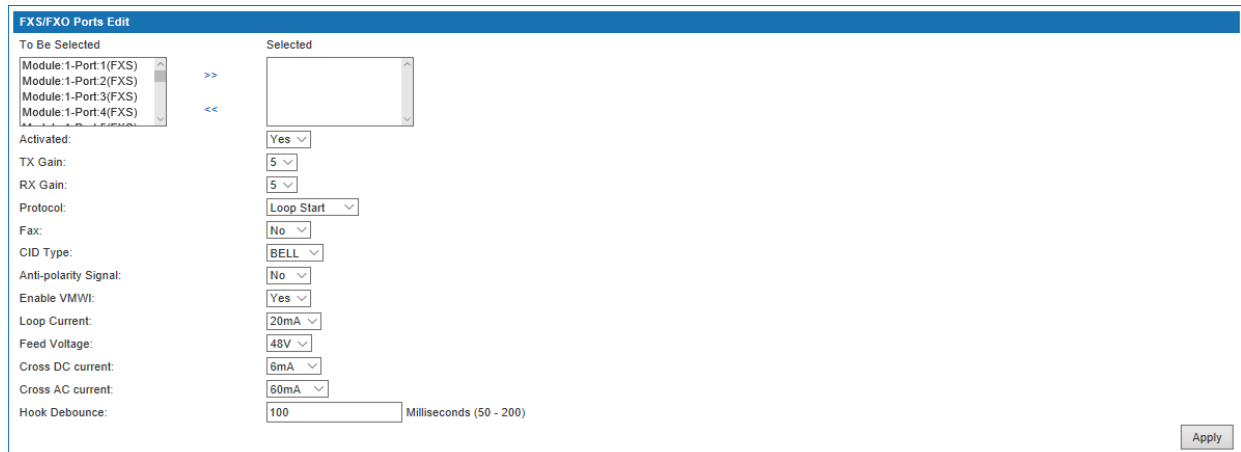 FXS/FXO Ports Edit
To Be Selected Selected
Module:1-Port:1(FXS)
Module:1-Port:2(FXS) >>
Module:1-Port:3(FXS)
Module:1-Port:4(FXS) <<
Activated: Yes
TX Gain: 5
RX Gain: 5
Protocol: Loop Start
Fax: No
CID Type: BELL
Anti-polarity Signal: No
Enable VMWI: Yes
Loop Current: 20mA
Feed Voltage: 48V
Cross DC current: 6mA
Cross AC current: 60mA
Hook Debounce: 100 Milliseconds (50 - 200)
Apply